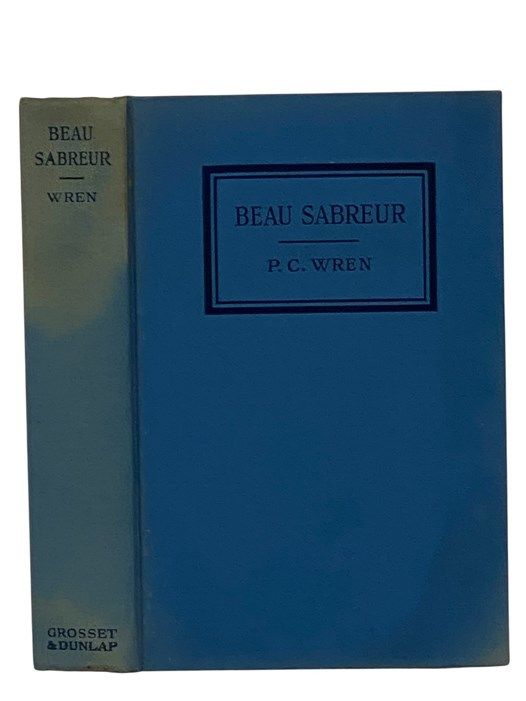 BEAU
SABREUR
WREN
GROSSET
& DUNLAP
BEAU SABREUR
P. C. WREN